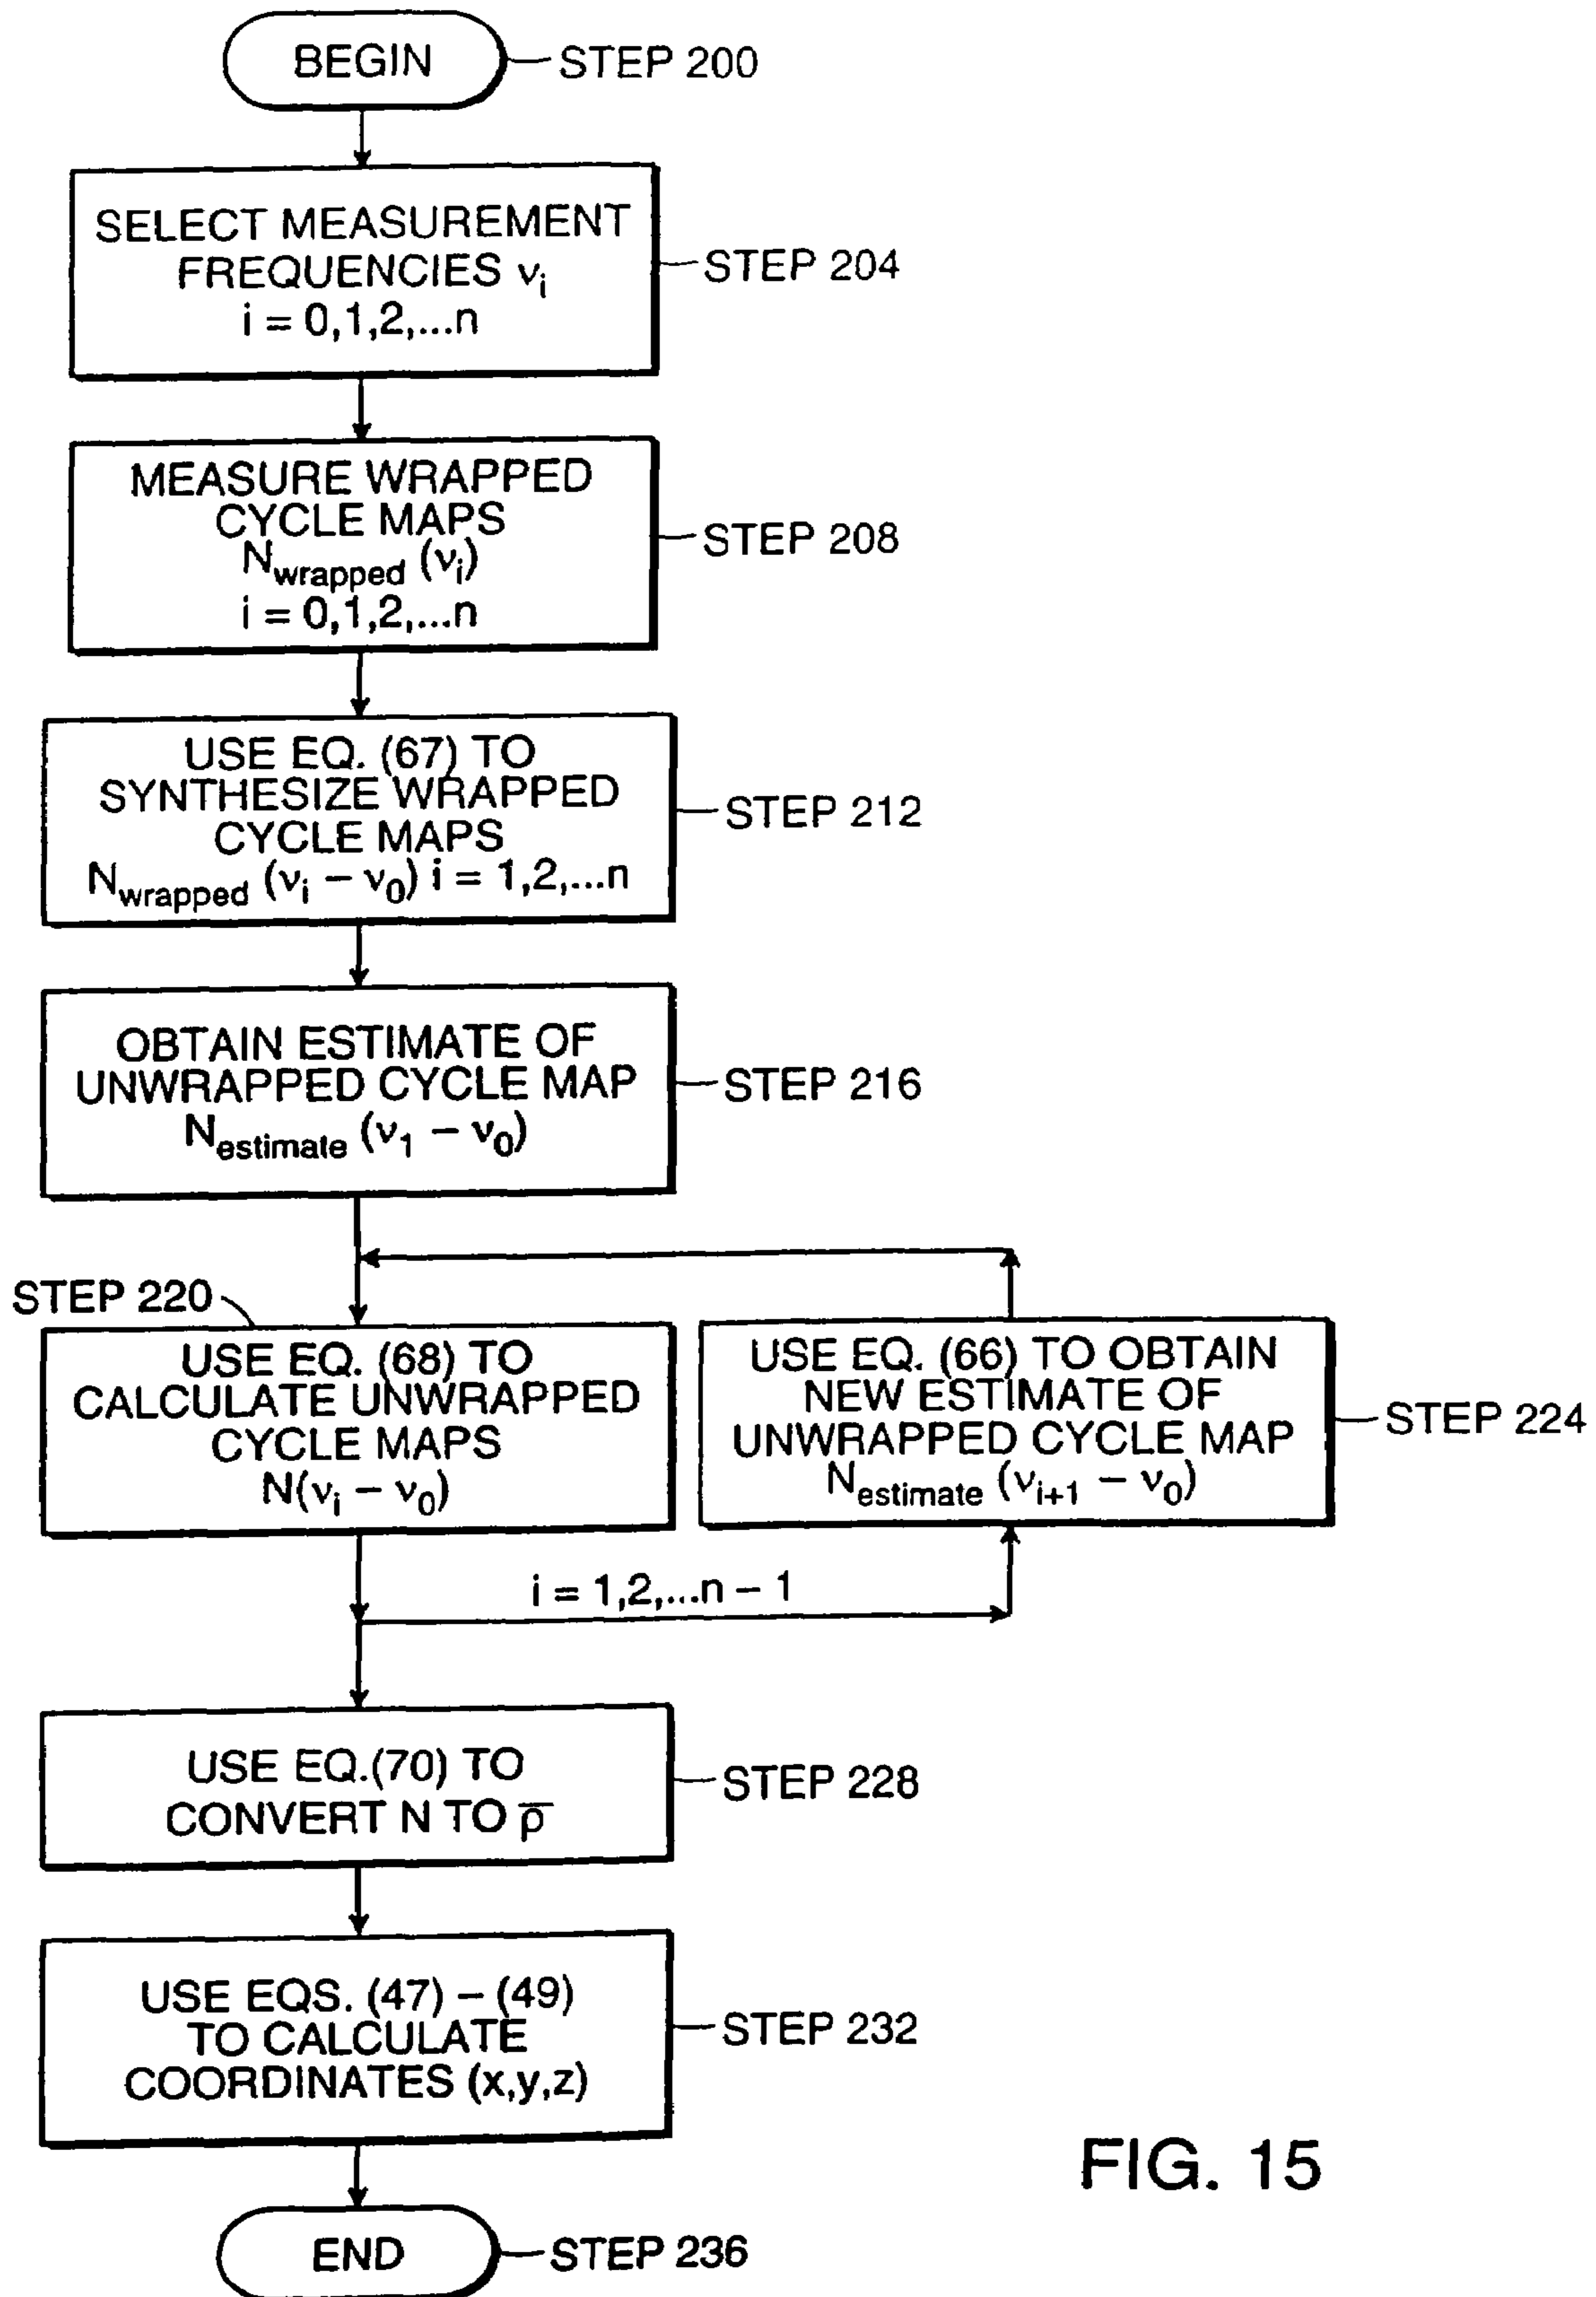 BEGIN
STEP 200
SELECT MEASUREMENT
FREQUENCIES νi
i = 0,1,2,...n
STEP 204
MEASURE WRAPPED
CYCLE MAPS
Nwrapped (νi)
i = 0,1,2,...n
STEP 208
USE EQ. (67) TO
SYNTHESIZE WRAPPED
CYCLE MAPS
Nwrapped (νi – ν0) i = 1,2,...n
STEP 212
OBTAIN ESTIMATE OF
UNWRAPPED CYCLE MAP
Nestimate (ν1 – ν0)
STEP 216
STEP 220
USE EQ. (68) TO
CALCULATE UNWRAPPED
CYCLE MAPS
N(νi – ν0)
USE EQ. (66) TO OBTAIN
NEW ESTIMATE OF
UNWRAPPED CYCLE MAP
Nestimate (νi+1 – ν0)
STEP 224
i = 1,2,...n – 1
USE EQ.(70) TO
CONVERT N TO ρ̅
STEP 228
USE EQS. (47) – (49)
TO CALCULATE
COORDINATES (x,y,z)
STEP 232
END
STEP 236
FIG. 15